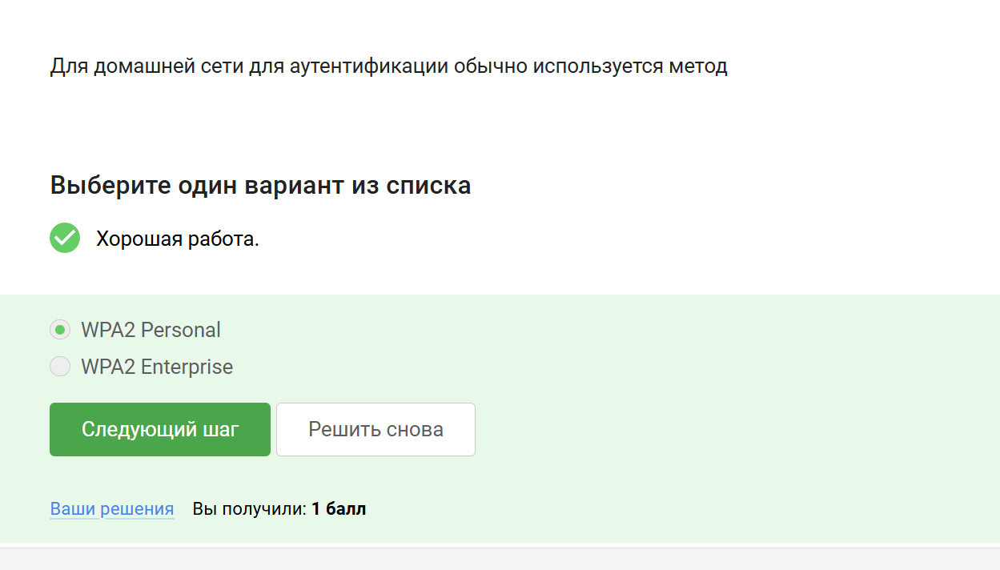 Для домашней сети для аутентификации обычно используется метод
Выберите один вариант из списка
Хорошая работа.
WPA2 Personal
WPA2 Enterprise
Следующий шаг
Решить снова
Ваши решения Вы получили: 1 балл